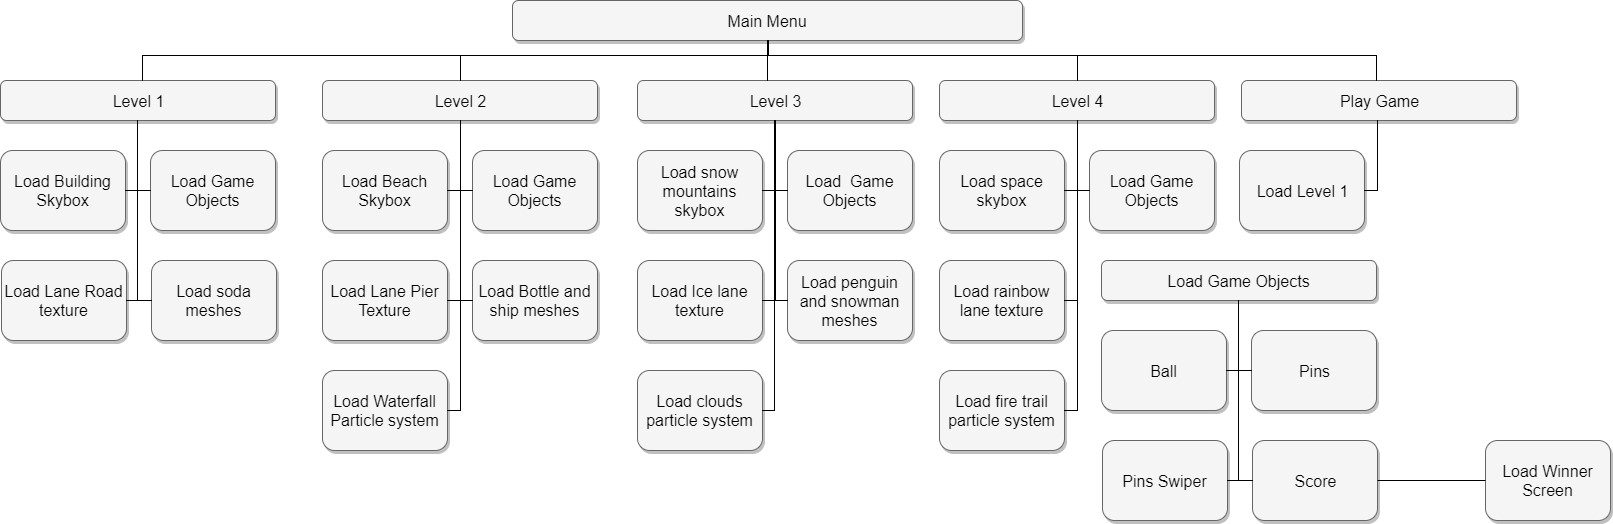 Main Menu
Level 1
Level 2
Level 3
Level 4
Play Game
Load Building
Skybox
Load Game
Objects
Load Beach
Skybox
Load Game
Objects
Load snow
mountains
skybox
Load  Game
Objects
Load space
skybox
Load Game
Objects
Load Level 1
Load Lane Road
texture
Load soda
meshes
Load Lane Pier
Texture
Load Bottle and
ship meshes
Load Ice lane
texture
Load penguin
and snowman
meshes
Load rainbow
lane texture
Load Game Objects
Ball
Pins
Load Waterfall
Particle system
Load clouds
particle system
Load fire trail
particle system
Pins Swiper
Score
Load Winner
Screen